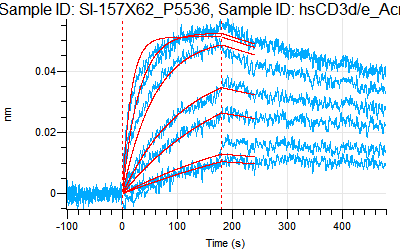 Sample ID: SI-157X62_P5536, Sample ID: hsCD3d/e_Acr
0.04
nm
0.02
0
-100 0 100 200 300 400
Time (s)